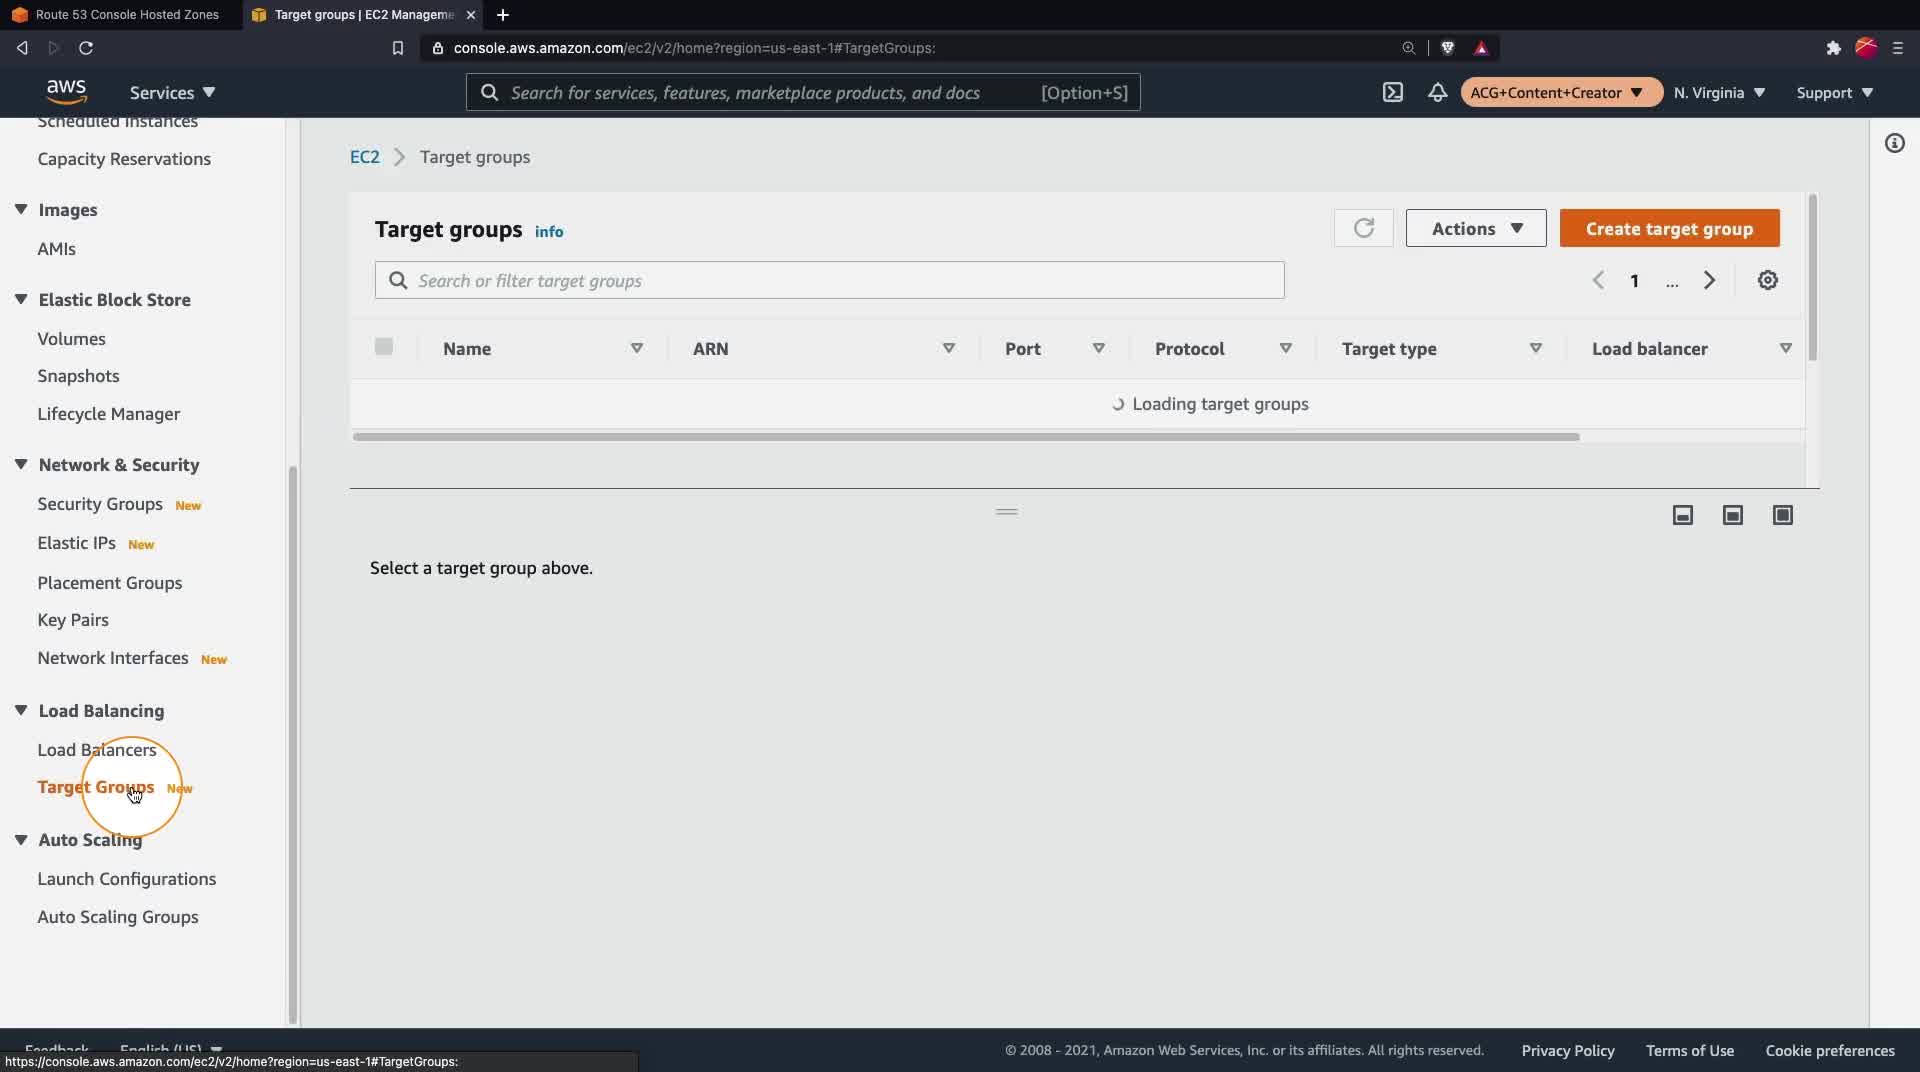 Route 53 Console Hosted Zones
Target groups | EC2 Manageme
console.aws.amazon.com/ec2/v2/home?region=us-east-1#TargetGroups:
aws
Services
Search for services, features, marketplace products, and docs [Option+S]
ACG+Content+Creator
N. Virginia
Support
Scheduled Instances
Capacity Reservations
Images
AMIs
Elastic Block Store
Volumes
Snapshots
Lifecycle Manager
Network & Security
Security Groups New
Elastic IPs New
Placement Groups
Key Pairs
Network Interfaces New
Load Balancing
Load Balancers
Target Groups New
Auto Scaling
Launch Configurations
Auto Scaling Groups
EC2 > Target groups
Target groups info
Actions
Create target group
Search or filter target groups
1 ...
Name ARN Port Protocol Target type Load balancer
Loading target groups
Select a target group above.
Feedback English (US)
© 2008 - 2021, Amazon Web Services, Inc. or its affiliates. All rights reserved. Privacy Policy Terms of Use Cookie preferences
https://console.aws.amazon.com/ec2/v2/home?region=us-east-1#TargetGroups: